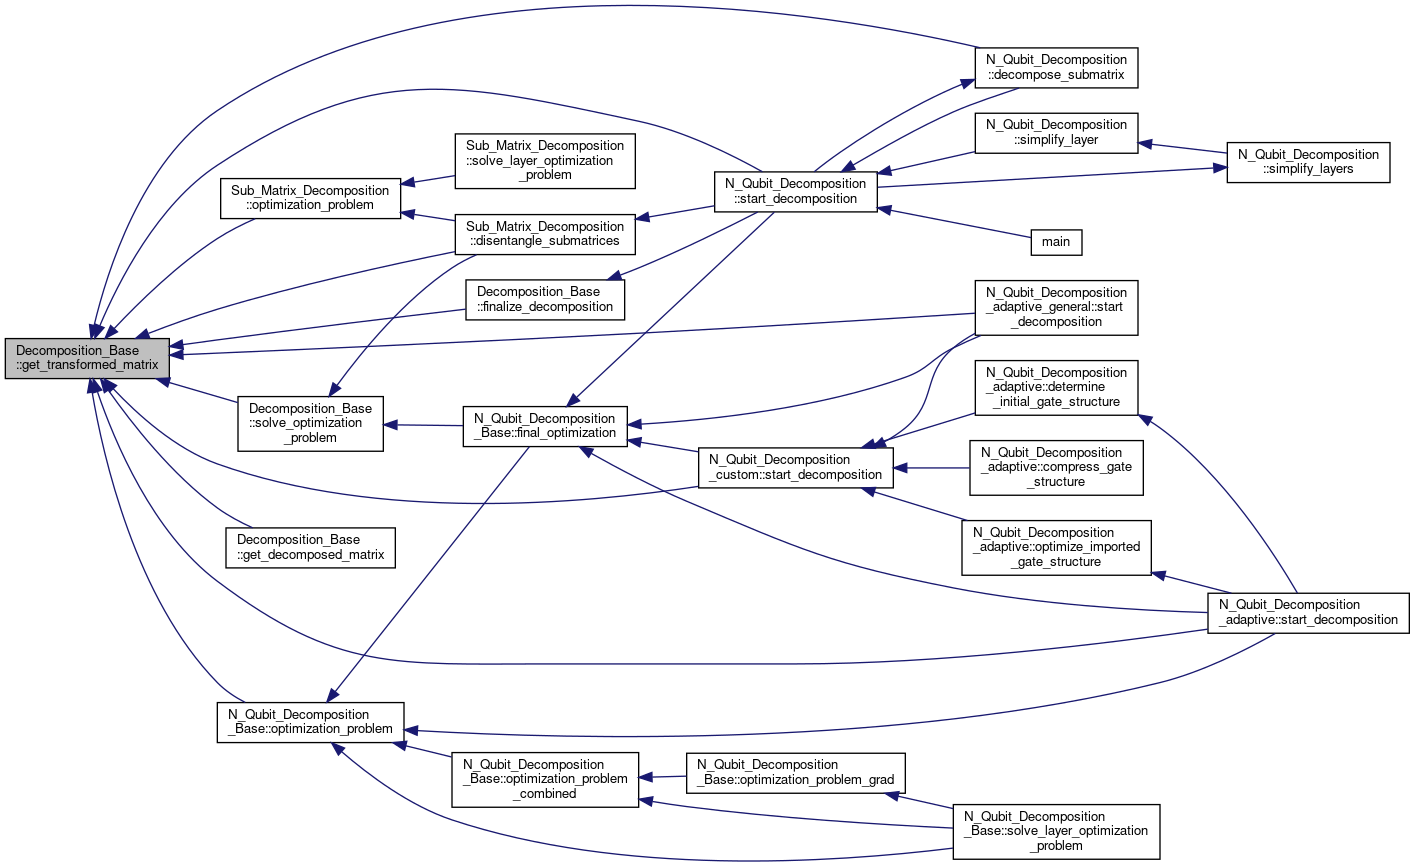 N_Qubit_Decomposition
::decompose_submatrix
N_Qubit_Decomposition
::simplify_layer
Sub_Matrix_Decomposition
::solve_layer_optimization
_problem
N_Qubit_Decomposition
::simplify_layers
Sub_Matrix_Decomposition
::optimization_problem
N_Qubit_Decomposition
::start_decomposition
Sub_Matrix_Decomposition
::disentangle_submatrices
main
Decomposition_Base
::finalize_decomposition
N_Qubit_Decomposition
_adaptive_general::start
_decomposition
Decomposition_Base
::get_transformed_matrix
N_Qubit_Decomposition
_adaptive::determine
_initial_gate_structure
Decomposition_Base
::solve_optimization
_problem
N_Qubit_Decomposition
_Base::final_optimization
N_Qubit_Decomposition
_custom::start_decomposition
N_Qubit_Decomposition
_adaptive::compress_gate
_structure
Decomposition_Base
::get_decomposed_matrix
N_Qubit_Decomposition
_adaptive::optimize_imported
_gate_structure
N_Qubit_Decomposition
_adaptive::start_decomposition
N_Qubit_Decomposition
_Base::optimization_problem
N_Qubit_Decomposition
_Base::optimization_problem
_combined
N_Qubit_Decomposition
_Base::optimization_problem_grad
N_Qubit_Decomposition
_Base::solve_layer_optimization
_problem